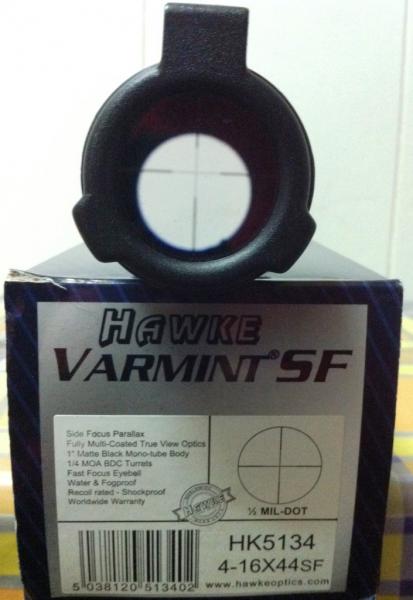 HAWKE
VARMINT® SF
Side Focus Parallax
Fully Multi-Coated True View Optics
1" Matte Black Mono-tube Body
1/4 MOA BDC Turrets
Fast Focus Eyebell
Water & Fogproof
Recoil rated - Shockproof
Worldwide Warranty
HAWKE
½ MIL-DOT
HK5134
4-16X44SF
5 038120 513402
www.hawkeoptics.com